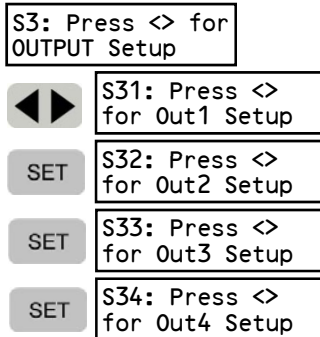 S3: Press <> for
OUTPUT Setup
S31: Press <>
for Out1 Setup
SET
S32: Press <>
for Out2 Setup
SET
S33: Press <>
for Out3 Setup
SET
S34: Press <>
for Out4 Setup